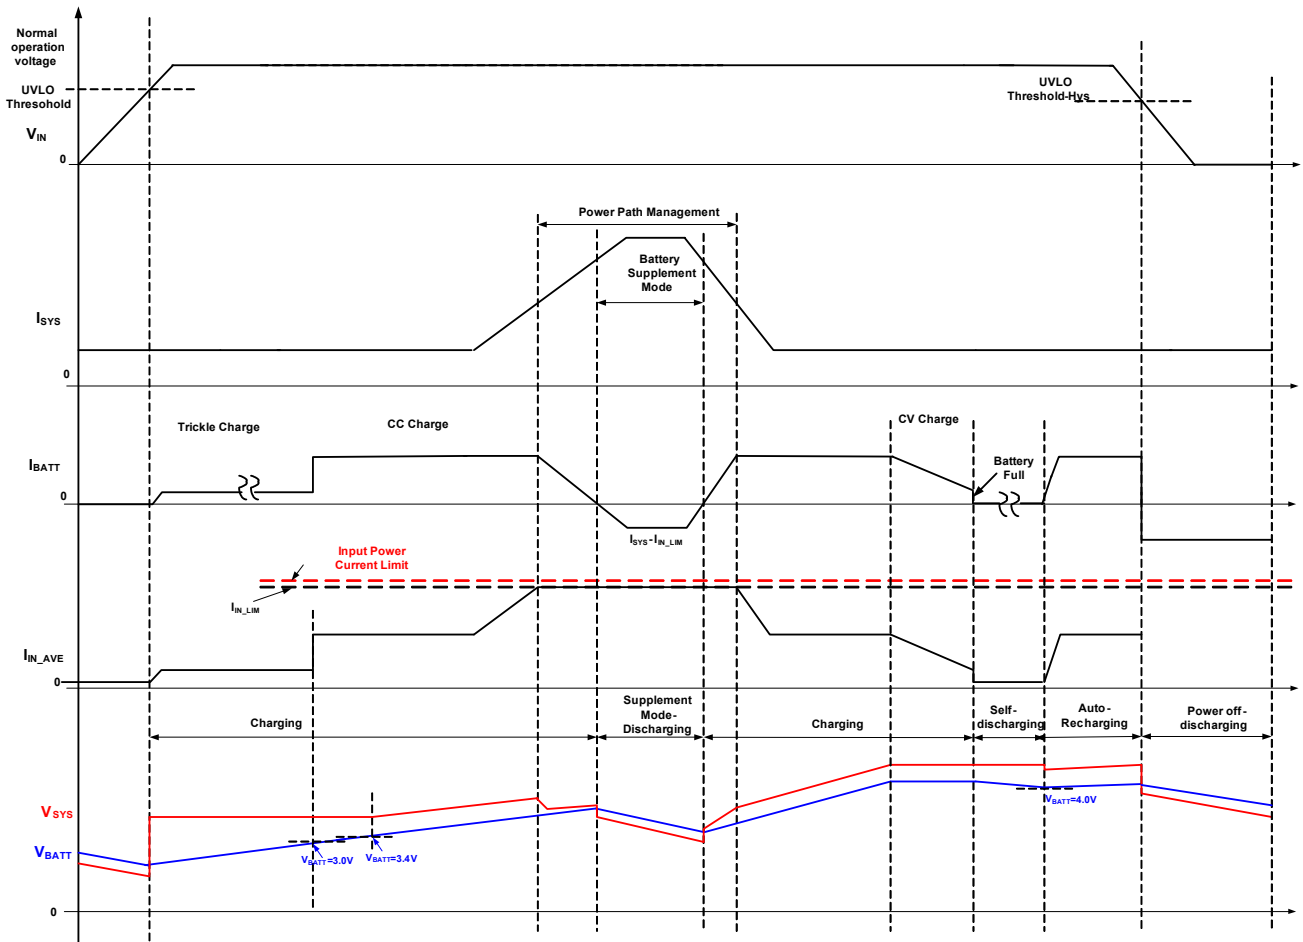 Normal
operation
voltage
UVLO
Thresohold
VIN
0
UVLO
Threshold-Hys
Power Path Management
Battery
Supplement
Mode
ISYS
0
Trickle Charge
CC Charge
CV Charge
IBATT
0
Battery
Full
ISYS-IIN_LIM
Input Power
Current Limit
IIN_LIM
IIN_AVE
0
Charging
Supplement
Mode-
Discharging
Charging
Self-
discharging
Auto-
Recharging
Power off-
discharging
VSYS
VBATT
VBATT=3.0V
VBATT=3.4V
VBATT=4.0V
0